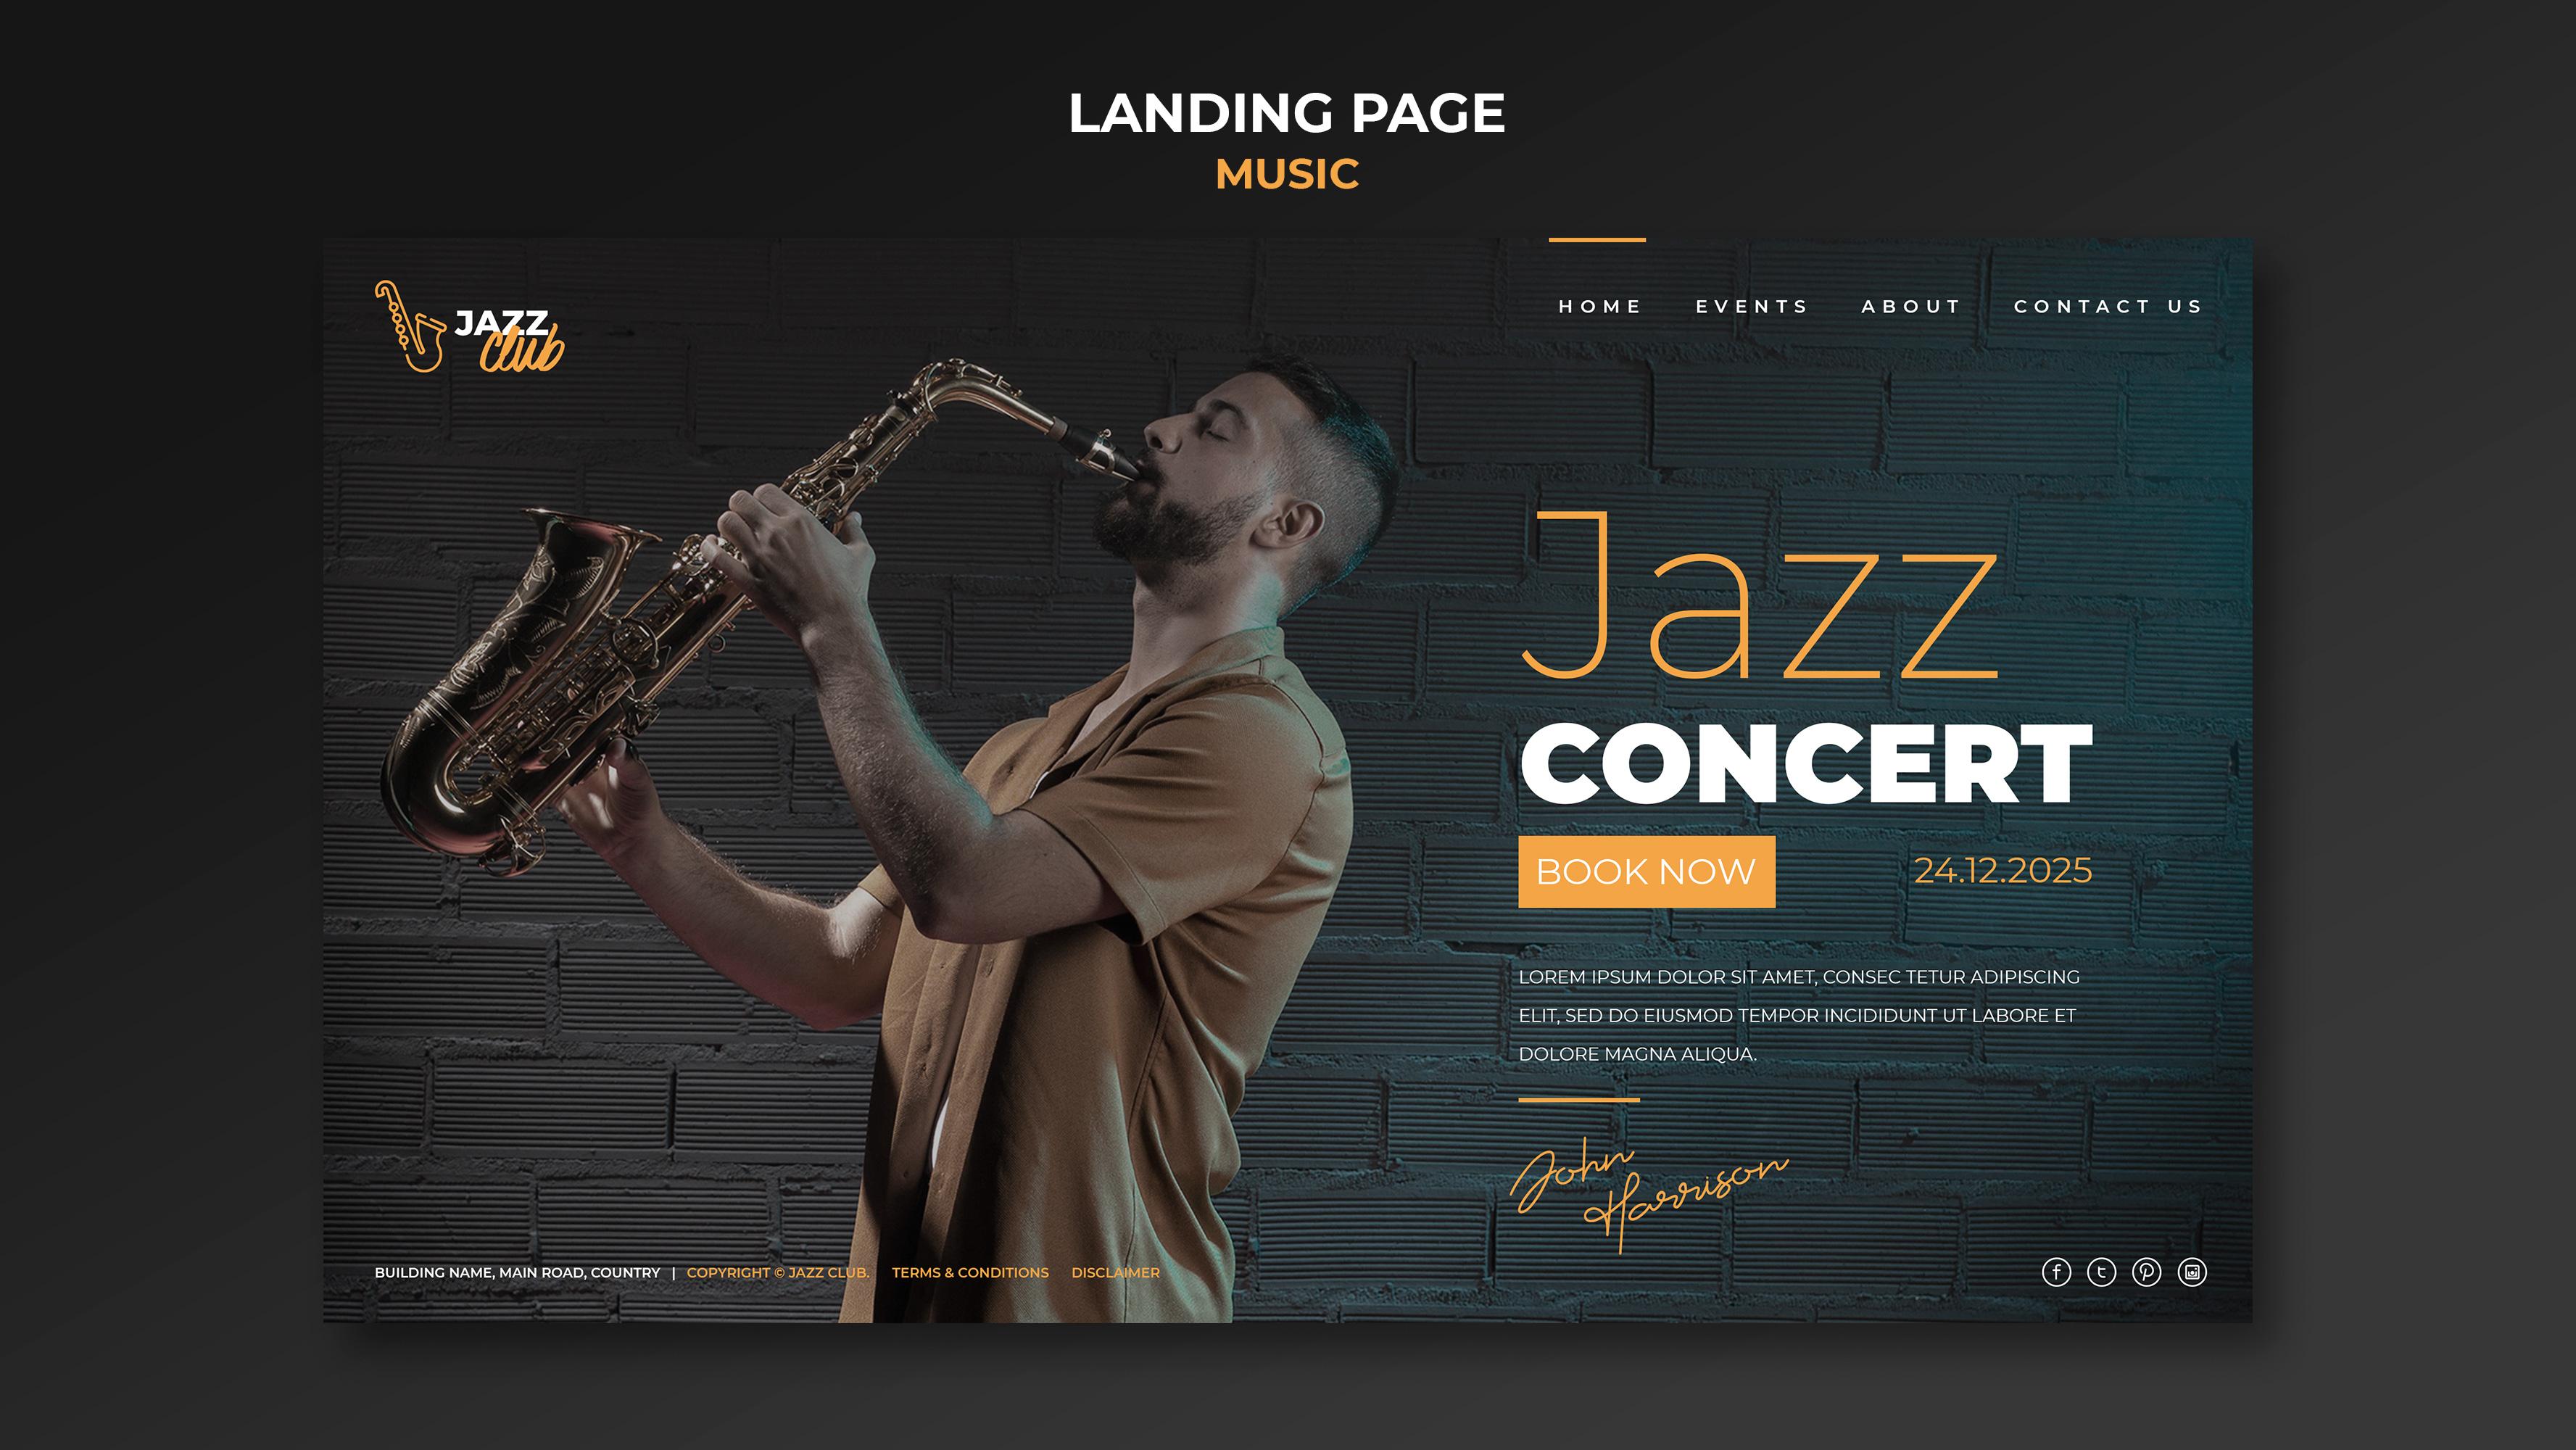 LANDING PAGE
MUSIC
JAZZ
club
HOME EVENTS ABOUT CONTACT US
Jazz
CONCERT
BOOK NOW 24.12.2025
LOREM IPSUM DOLOR SIT AMET, CONSEC TETUR ADIPISCING
ELIT, SED DO EIUSMOD TEMPOR INCIDIDUNT UT LABORE ET
DOLORE MAGNA ALIQUA.
John
Harrison
BUILDING NAME, MAIN ROAD, COUNTRY | COPYRIGHT © JAZZ CLUB. TERMS & CONDITIONS DISCLAIMER